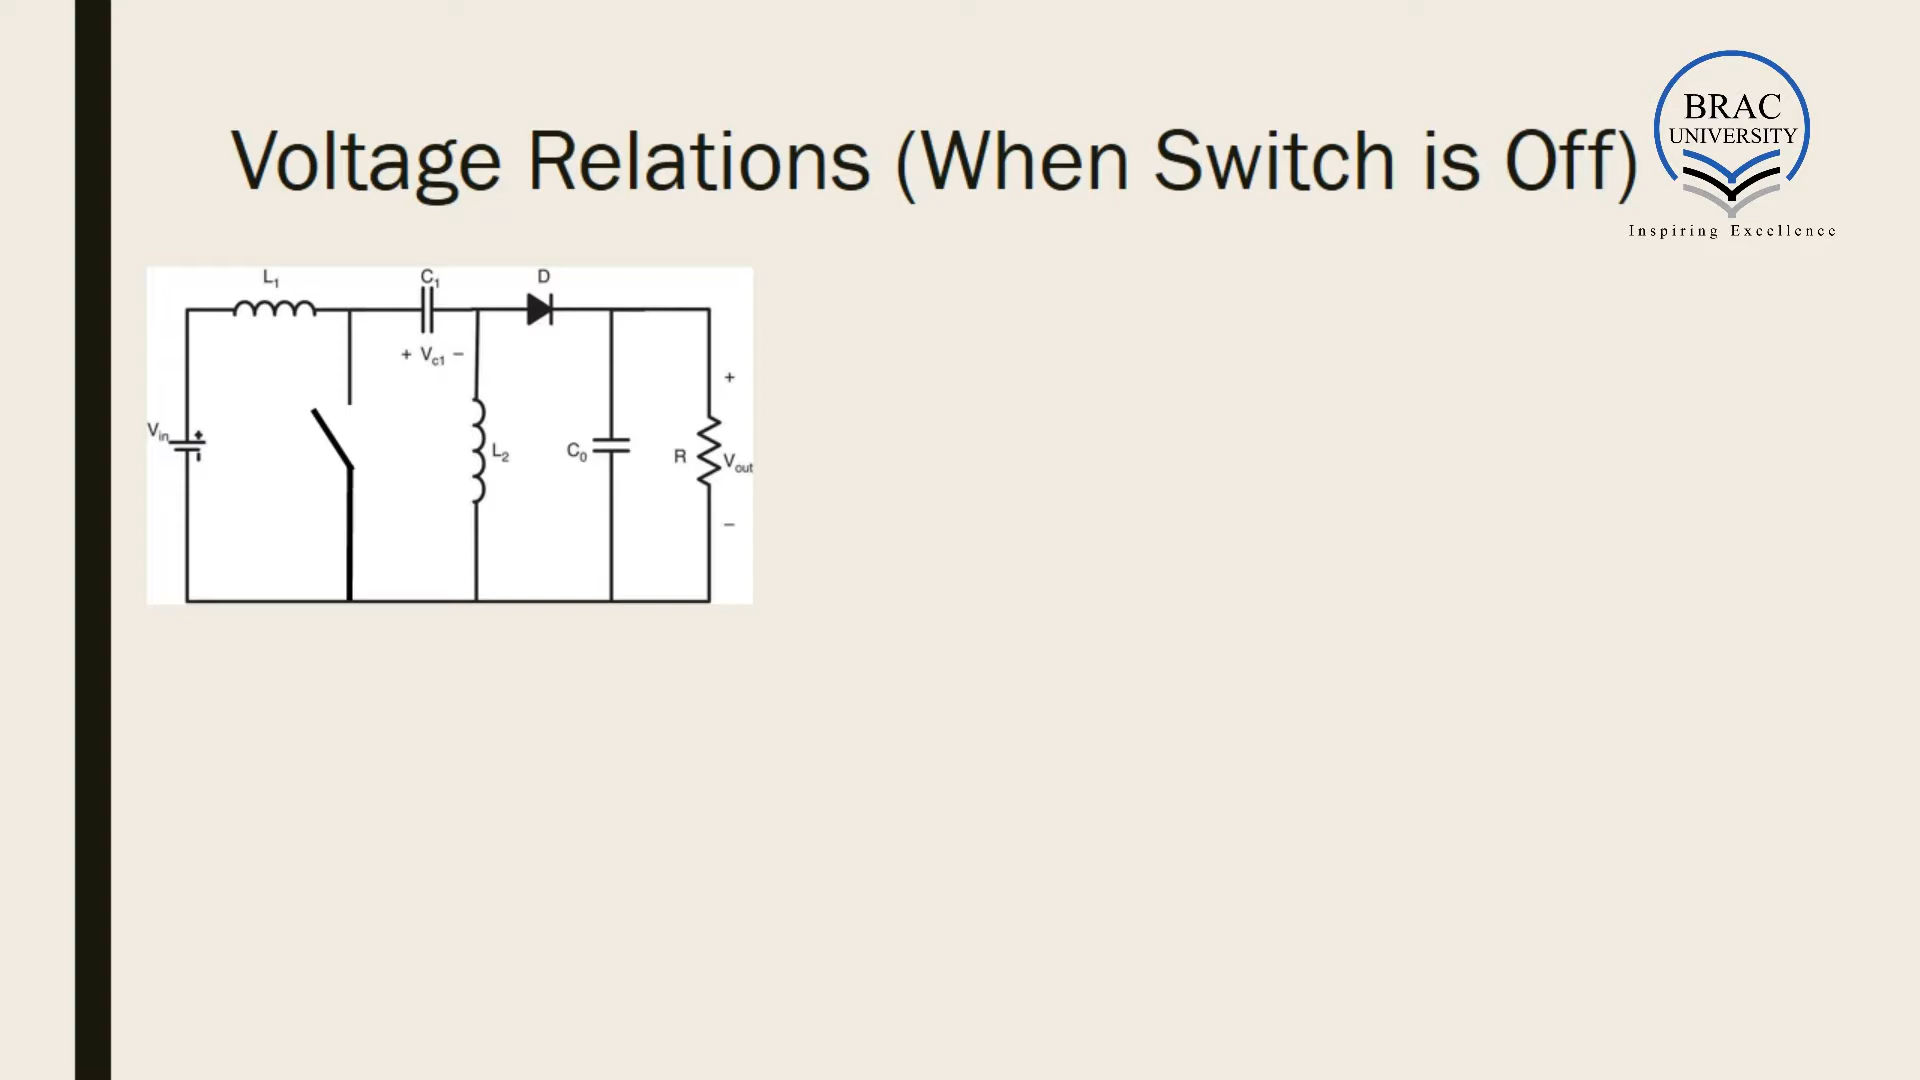 Voltage Relations (When Switch is Off)
BRAC
UNIVERSITY
Inspiring Excellence
L1
C1
D
+ Vc1 −
+
Vin
L2
C0
R
Vout
−